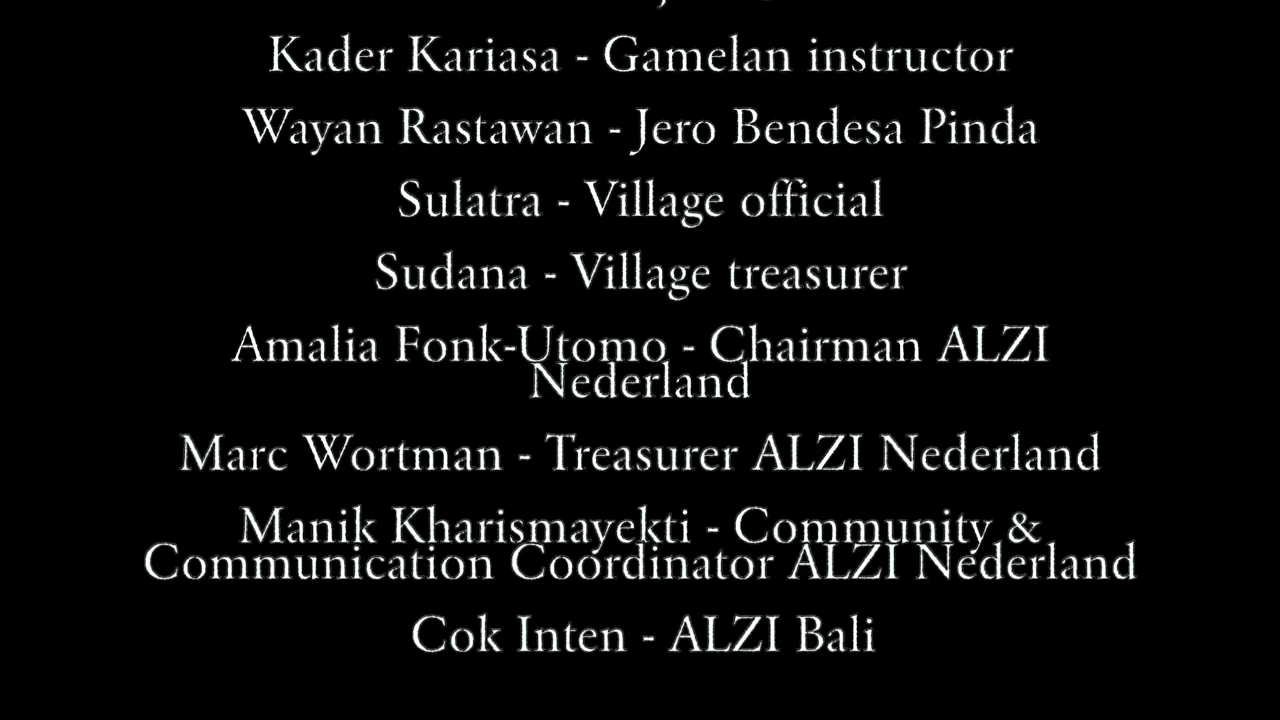 Kader Kariasa - Gamelan instructor
Wayan Rastawan - Jero Bendesa Pinda
Sulatra - Village official
Sudana - Village treasurer
Amalia Fonk-Utomo - Chairman ALZI
Nederland
Marc Wortman - Treasurer ALZI Nederland
Manik Kharismayekti - Community &
Communication Coordinator ALZI Nederland
Cok Inten - ALZI Bali